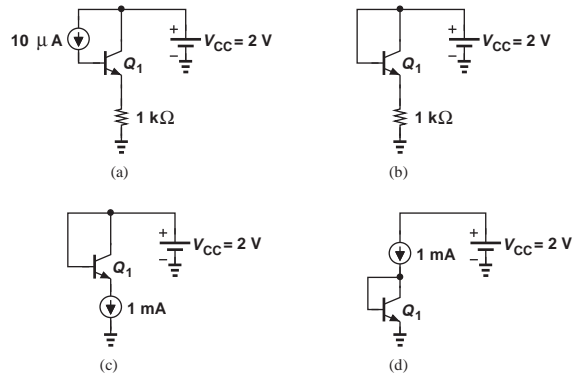 10 μA
Q1
+
−
VCC = 2 V
1 kΩ
(a)
Q1
+
−
VCC = 2 V
1 kΩ
(b)
Q1
+
−
VCC = 2 V
1 mA
(c)
1 mA
+
−
VCC = 2 V
Q1
(d)